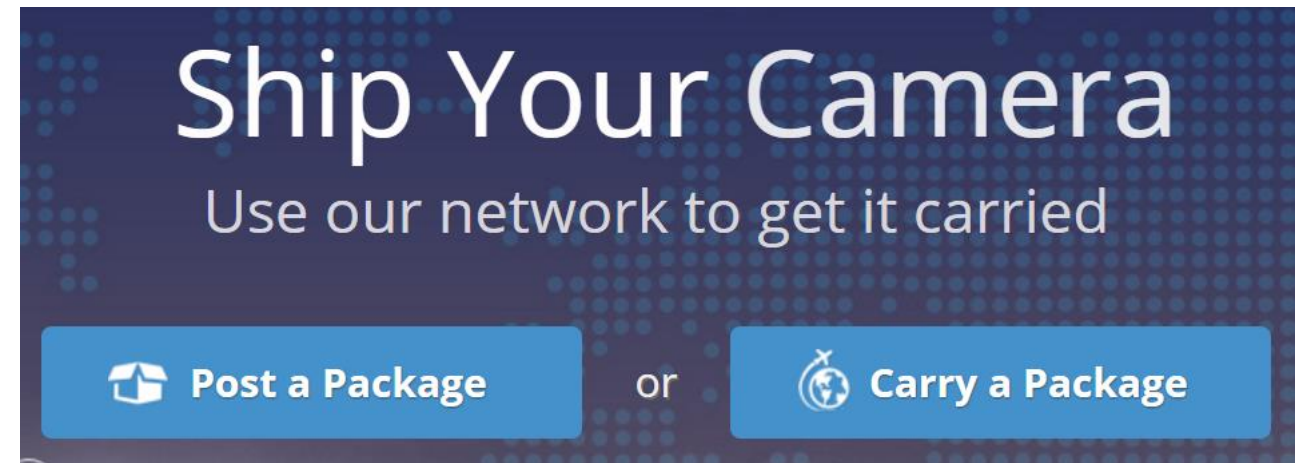 Ship Your Camera
Use our network to get it carried
Post a Package or Carry a Package